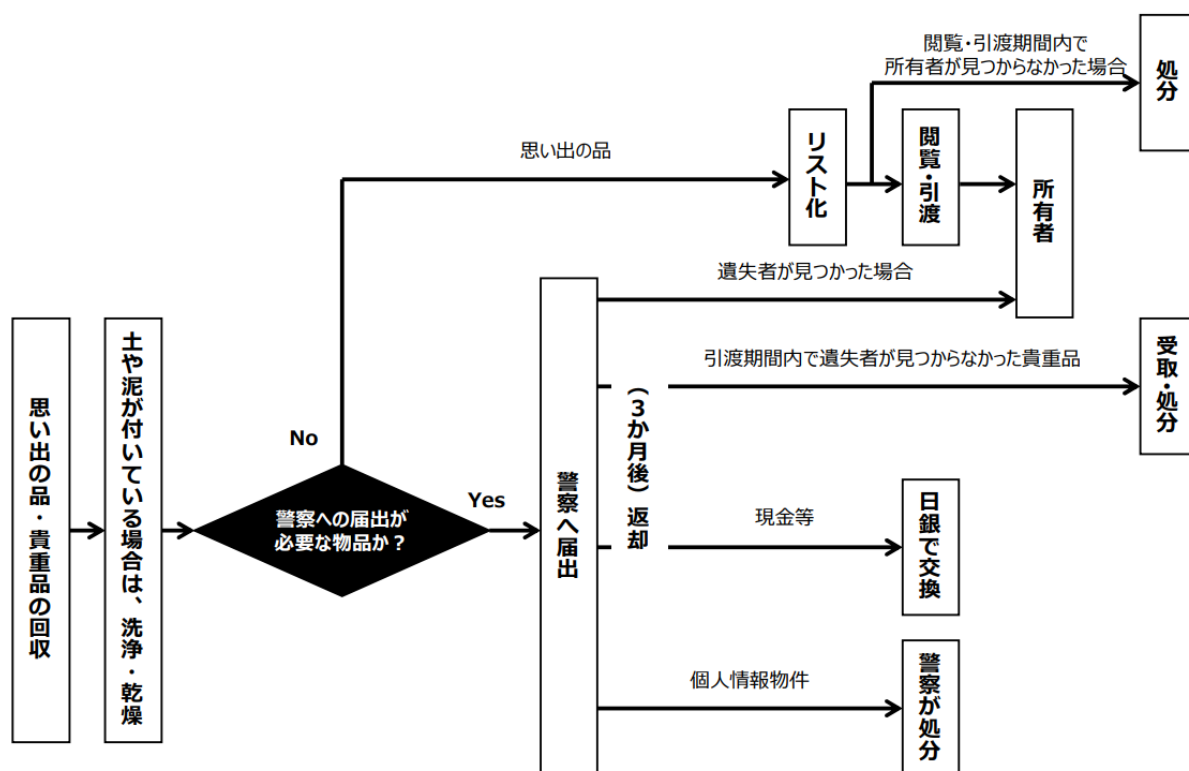 思い出の品・貴重品の回収
土や泥が付いている場合は、洗浄・乾燥
警察への届出が
必要な物品か？
No
Yes
思い出の品
リスト化
閲覧・引渡期間内で
所有者が見つからなかった場合
処分
閲覧・引渡
所有者
警察へ届出
遺失者が見つかった場合
（３か月後）返却
引渡期間内で遺失者が見つからなかった貴重品
受取・処分
現金等
日銀で交換
個人情報物件
警察が処分